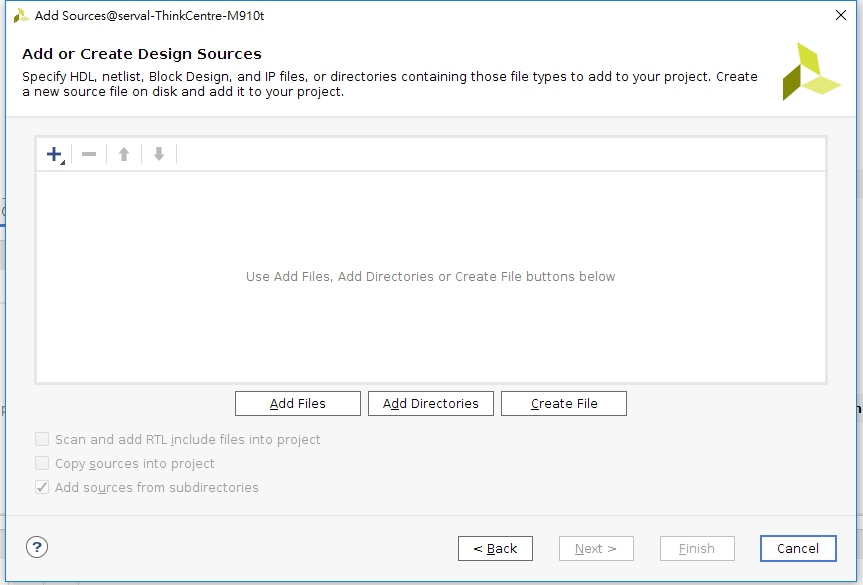 Add Sources@serval-ThinkCentre-M910t
Add or Create Design Sources
Specify HDL, netlist, Block Design, and IP files, or directories containing those file types to add to your project. Create
a new source file on disk and add it to your project.
Use Add Files, Add Directories or Create File buttons below
Add Files
Add Directories
Create File
Scan and add RTL include files into project
Copy sources into project
Add sources from subdirectories
?
< Back
Next >
Finish
Cancel